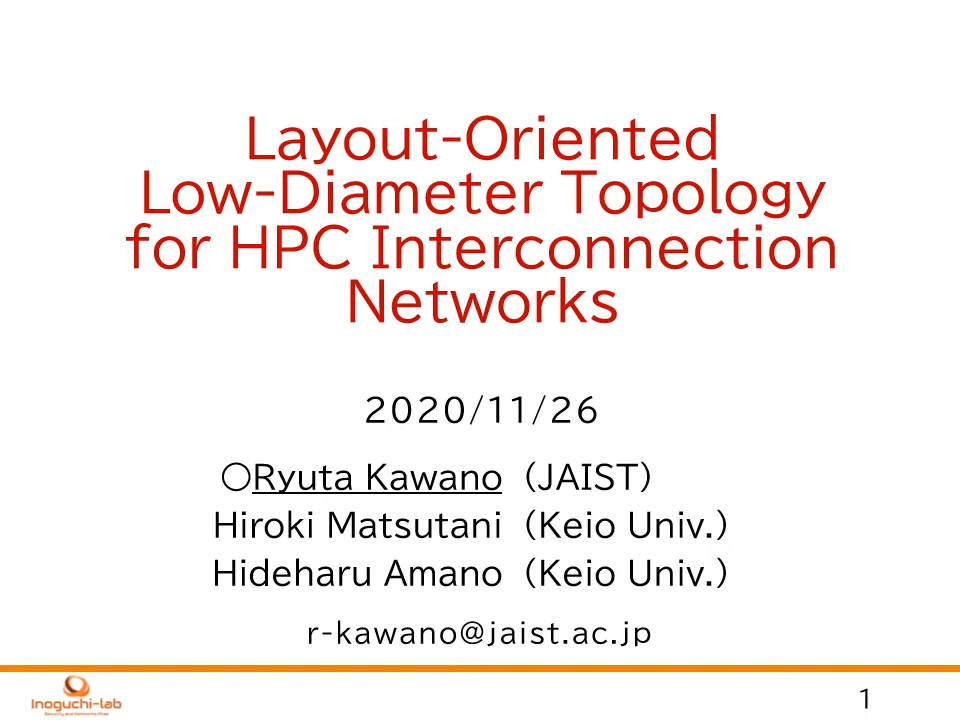 Layout-Oriented
Low-Diameter Topology
for HPC Interconnection
Networks
2020/11/26
○Ryuta Kawano（JAIST）
Hiroki Matsutani（Keio Univ.）
Hideharu Amano（Keio Univ.）
r-kawano@jaist.ac.jp
Inoguchi-lab
1